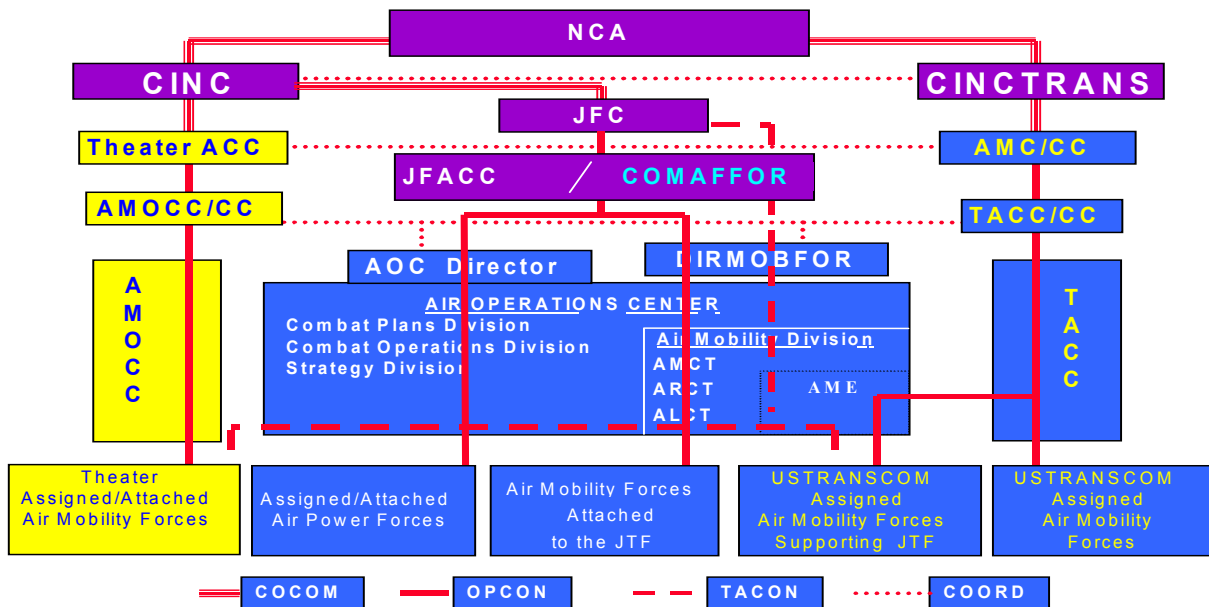 NCA
CINC
CINCTRANS
JFC
Theater ACC
AMC/CC
JFACC / COMAFFOR
AMOCC/CC
TACC/CC
AOC Director
DIRMOBFOR
AMOCC
AIR OPERATIONS CENTER
Combat Plans Division
Combat Operations Division
Strategy Division
Air Mobility Division
AMCT
ARCT
ALCT
AME
TACC
Theater
Assigned/Attached
Air Mobility Forces
Assigned/Attached
Air Power Forces
Air Mobility Forces
Attached
to the JTF
USTRANSCOM
Assigned
Air Mobility Forces
Supporting JTF
USTRANSCOM
Assigned
Air Mobility
Forces
COCOM
OPCON
TACON
COORD